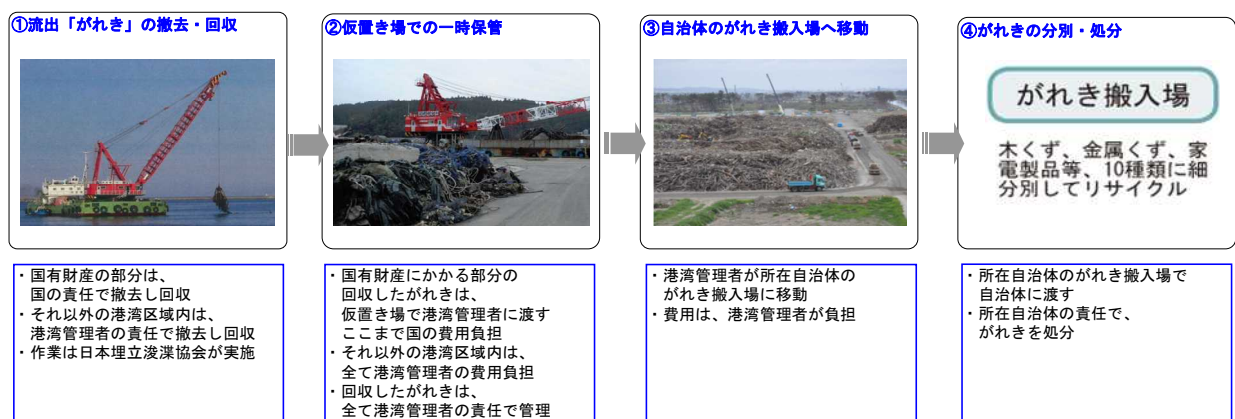 ①流出「がれき」の撤去・回収
②仮置き場での一時保管
③自治体のがれき搬入場へ移動
④がれきの分別・処分
がれき搬入場
木くず、金属くず、家
電製品等、10種類に細
分別してリサイクル
・国有財産の部分は、
国の責任で撤去し回収
・それ以外の港湾区域内は、
港湾管理者の責任で撤去し回収
・作業は日本埋立浚渫協会が実施
・国有財産にかかる部分の
回収したがれきは、
仮置き場で港湾管理者に渡す
ここまで国の費用負担
・それ以外の港湾区域内は、
全て港湾管理者の費用負担
・回収したがれきは、
全て港湾管理者の責任で管理
・港湾管理者が所在自治体の
がれき搬入場に移動
・費用は、港湾管理者が負担
・所在自治体のがれき搬入場で
自治体に渡す
・所在自治体の責任で、
がれきを処分